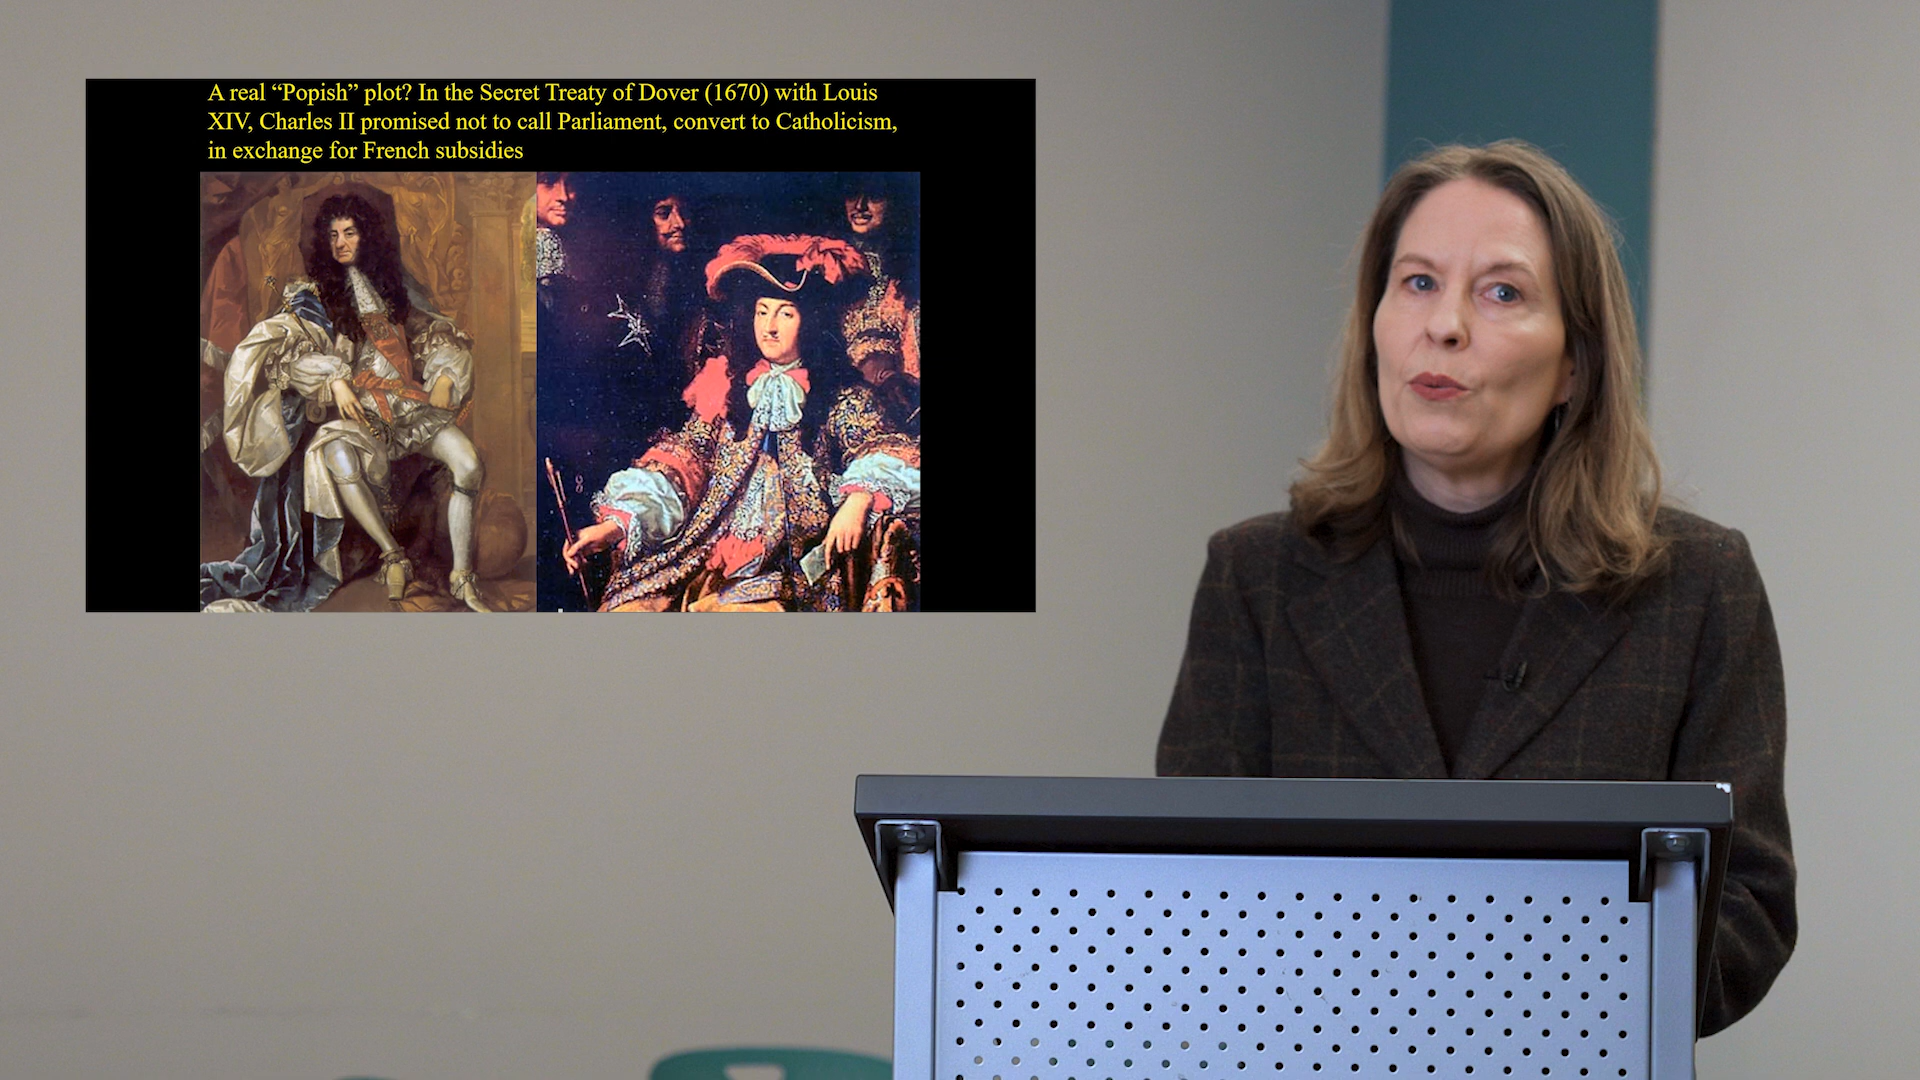 A real “Popish” plot? In the Secret Treaty of Dover (1670) with Louis
XIV, Charles II promised not to call Parliament, convert to Catholicism,
in exchange for French subsidies